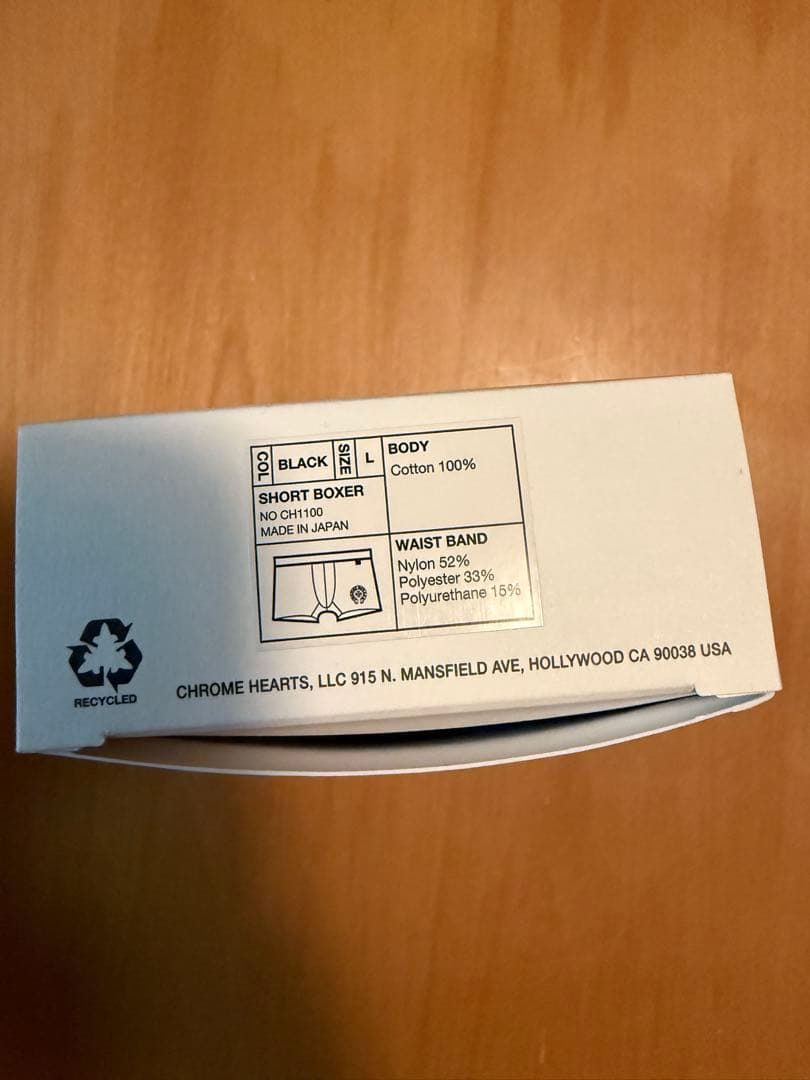 COL BLACK SIZE L
SHORT BOXER
NO CH1100
MADE IN JAPAN
BODY
Cotton 100%
WAIST BAND
Nylon 52%
Polyester 33%
Polyurethane 15%
RECYCLED
CHROME HEARTS, LLC 915 N. MANSFIELD AVE, HOLLYWOOD CA 90038 USA